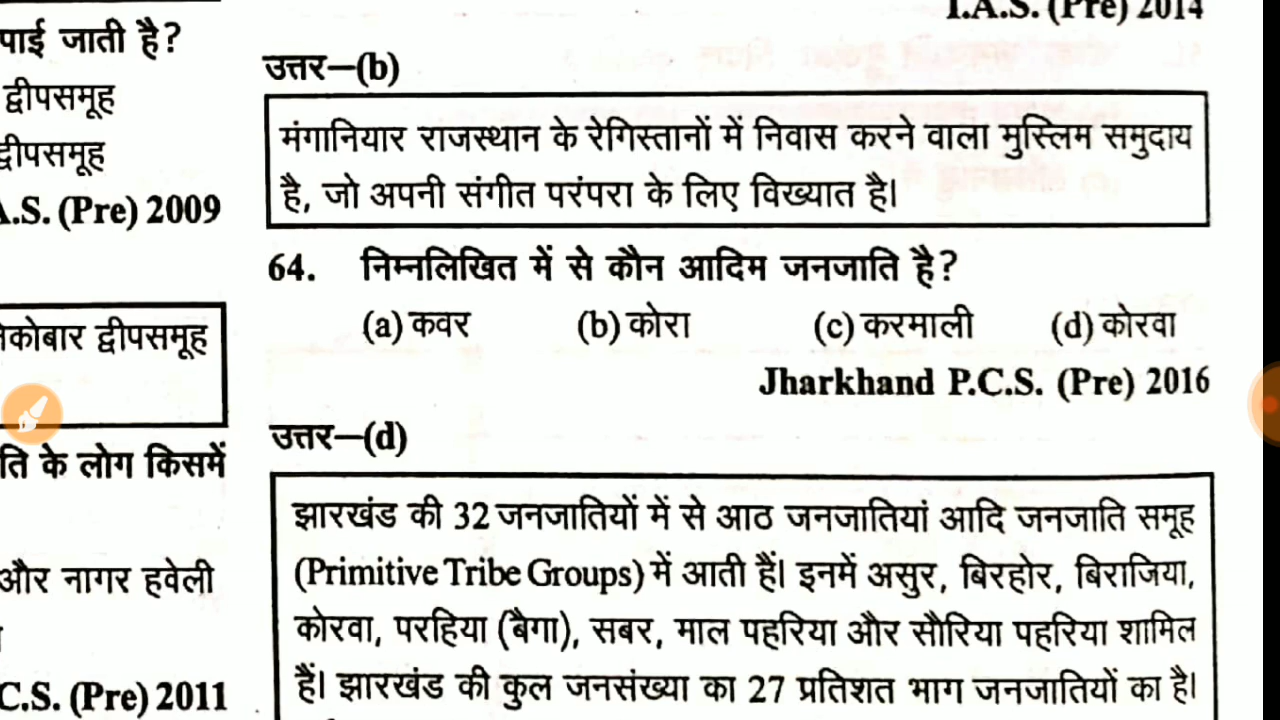 पाई जाती है?
द्वीपसमूह
द्वीपसमूह
A.S. (Pre) 2009
नेकोबार द्वीपसमूह
ति के लोग किसमें
और नागर हवेली
C.S. (Pre) 2011
I.A.S. (Pre) 2014
उत्तर–(b)
मंगानियार राजस्थान के रेगिस्तानों में निवास करने वाला मुस्लिम समुदाय
है, जो अपनी संगीत परंपरा के लिए विख्यात है।
64. निम्नलिखित में से कौन आदिम जनजाति है?
(a) कवर (b) कोरा (c) करमाली (d) कोरवा
Jharkhand P.C.S. (Pre) 2016
उत्तर–(d)
झारखंड की 32 जनजातियों में से आठ जनजातियां आदि जनजाति समूह
(Primitive Tribe Groups) में आती हैं। इनमें असुर, बिरहोर, बिराजिया,
कोरवा, परहिया (बैगा), सबर, माल पहरिया और सौरिया पहरिया शामिल
हैं। झारखंड की कुल जनसंख्या का 27 प्रतिशत भाग जनजातियों का है।